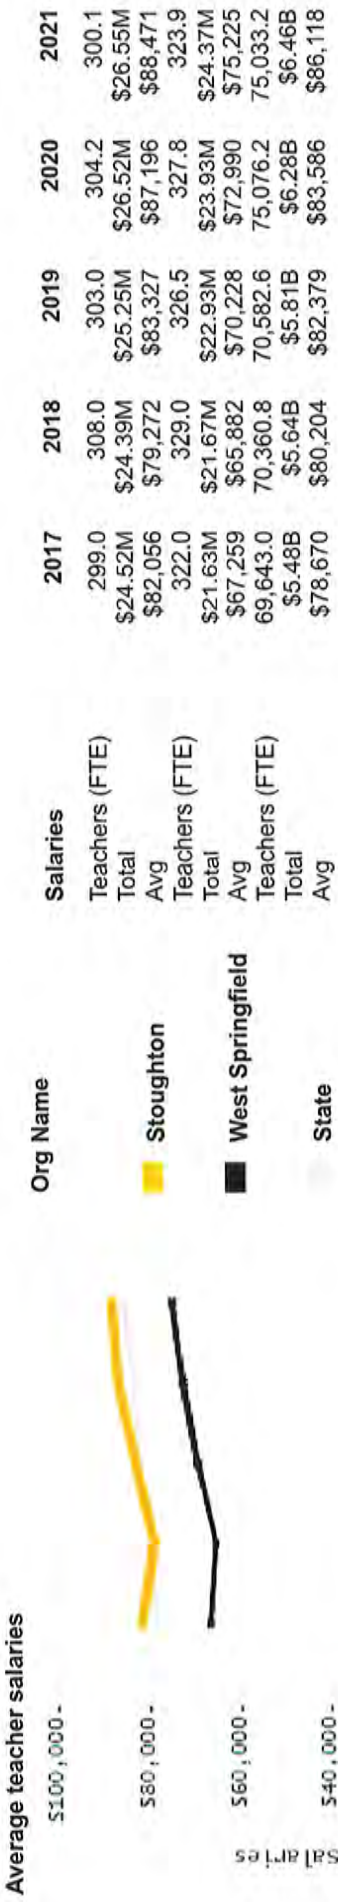 Average teacher salaries
$100,000-
$80,000-
$60,000-
$40,000-
Salaries
Org Name Salaries 2017 2018 2019 2020 2021
Stoughton
Teachers (FTE) 299.0 308.0 303.0 304.2 300.1
Total $24.52M $24.39M $25.25M $26.52M $26.55M
Avg $82,056 $79,272 $83,327 $87,196 $88,471
West Springfield
Teachers (FTE) 322.0 329.0 326.5 327.8 323.9
Total $21.63M $21.67M $22.93M $23.93M $24.37M
Avg $67,259 $65,882 $70,228 $72,990 $75,225
State
Teachers (FTE) 69,643.0 70,360.8 70,582.6 75,076.2 75,033.2
Total $5.48B $5.64B $5.81B $6.28B $6.46B
Avg $78,670 $80,204 $82,379 $83,586 $86,118